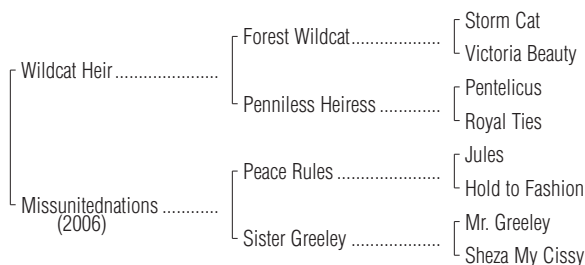 Storm Cat
Forest Wildcat....................
Victoria Beauty
Wildcat Heir.......................
Pentelicus
Penniless Heiress ..............
Royal Ties
Jules
Peace Rules .......................
Hold to Fashion
Missunitednations ............
(2006)
Mr. Greeley
Sister Greeley ....................
Sheza My Cissy